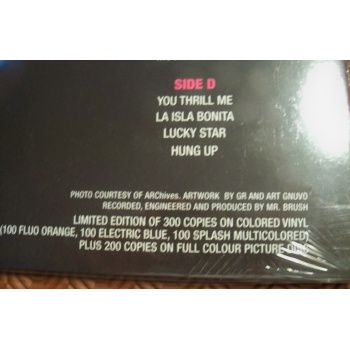 SIDE D
YOU THRILL ME
LA ISLA BONITA
LUCKY STAR
HUNG UP
PHOTO COURTESY OF ARChives. ARTWORK BY GR AND ART GNUVO
RECORDED, ENGINEERED AND PRODUCED BY MR. BRUSH
LIMITED EDITION OF 300 COPIES ON COLORED VINYL
(100 FLUO ORANGE, 100 ELECTRIC BLUE, 100 SPLASH MULTICOLORED)
PLUS 200 COPIES ON FULL COLOUR PICTURE DISC